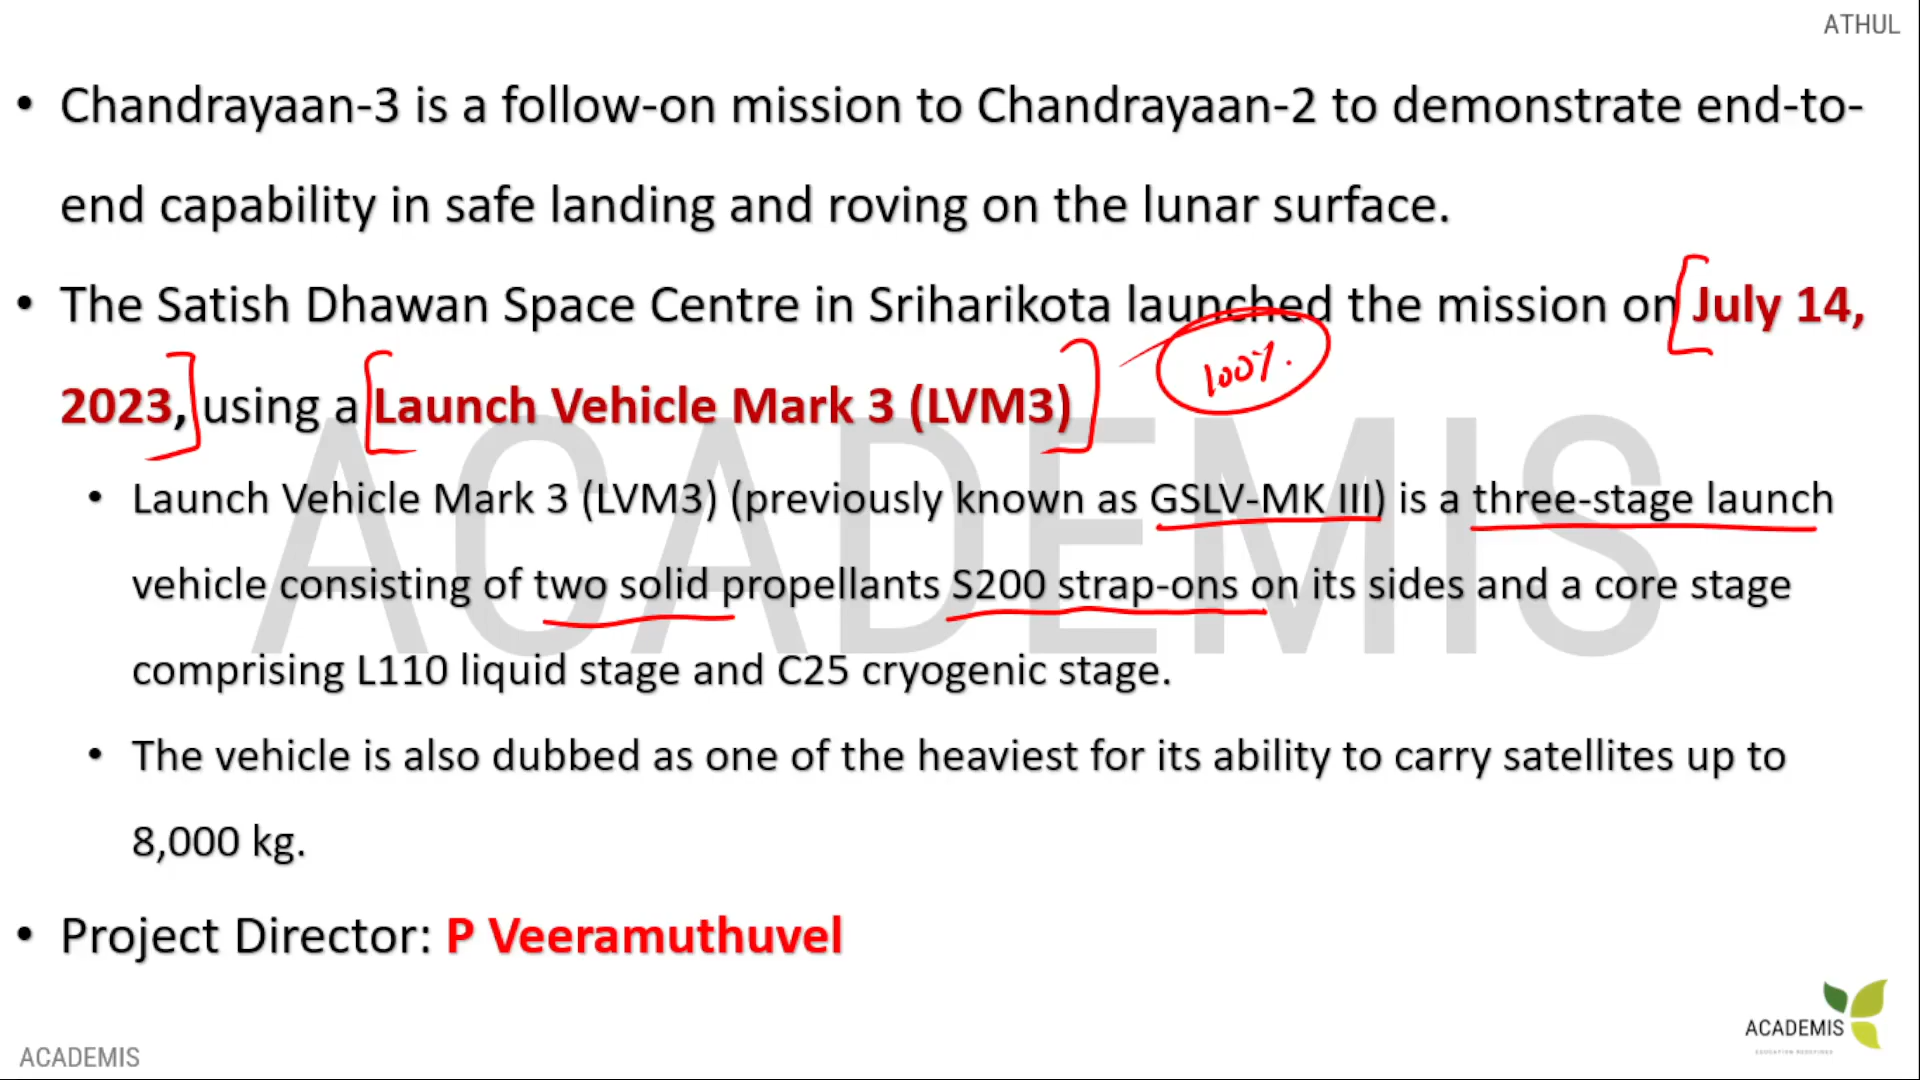 ATHUL
• Chandrayaan-3 is a follow-on mission to Chandrayaan-2 to demonstrate end-to-
end capability in safe landing and roving on the lunar surface.
• The Satish Dhawan Space Centre in Sriharikota launched the mission on July 14,
100%.
2023, using a Launch Vehicle Mark 3 (LVM3)
• Launch Vehicle Mark 3 (LVM3) (previously known as GSLV-MK III) is a three-stage launch
vehicle consisting of two solid propellants S200 strap-ons on its sides and a core stage
comprising L110 liquid stage and C25 cryogenic stage.
• The vehicle is also dubbed as one of the heaviest for its ability to carry satellites up to
8,000 kg.
• Project Director: P Veeramuthuvel
ACADEMIS
ACADEMIS
EDUCATION REDEFINED
ACADEMIS